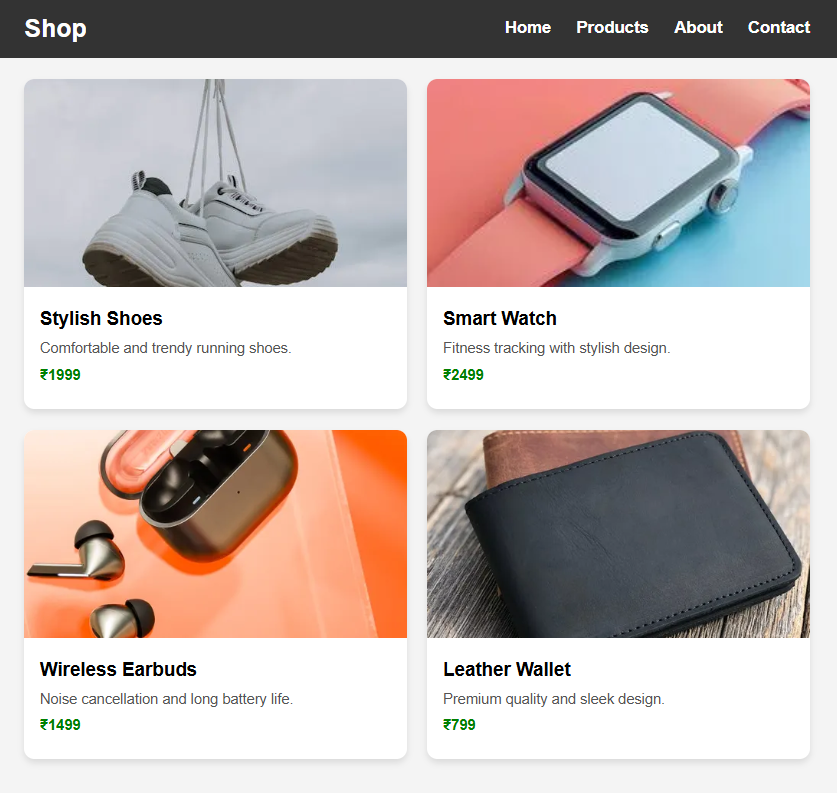 Shop
Home Products About Contact
Stylish Shoes
Comfortable and trendy running shoes.
₹1999
Smart Watch
Fitness tracking with stylish design.
₹2499
Wireless Earbuds
Noise cancellation and long battery life.
₹1499
Leather Wallet
Premium quality and sleek design.
₹799